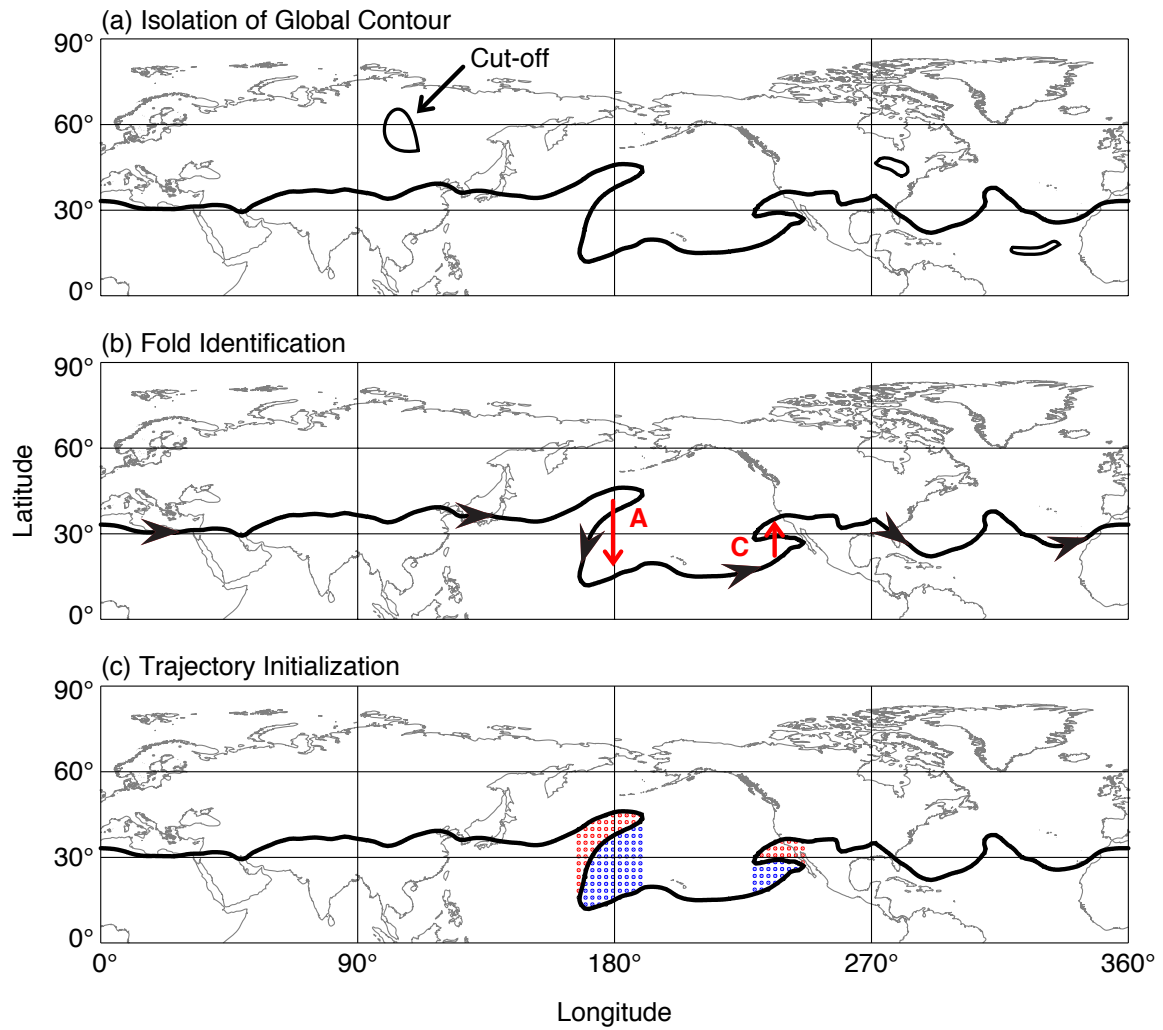 (a) Isolation of Global Contour
90°
Cut-off
60°
30°
0°
(b) Fold Identification
90°
60°
A
30°
C
0°
Latitude
(c) Trajectory Initialization
90°
60°
30°
0°
0° 90° 180° 270° 360°
Longitude